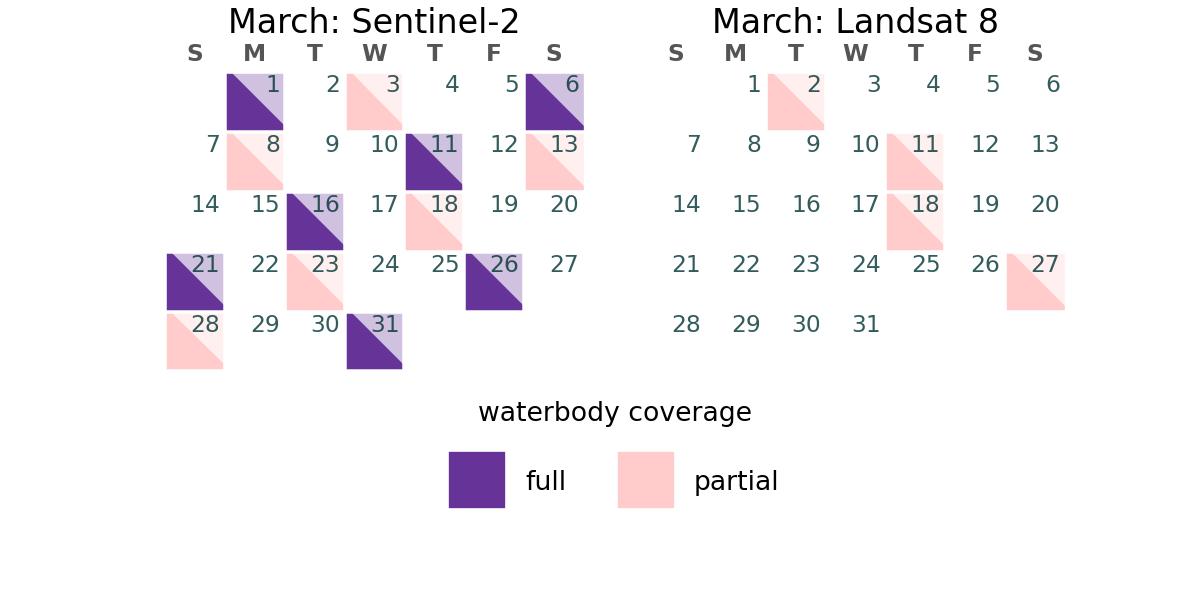 March: Sentinel-2
S M T W T F S
1 2 3 4 5 6
7 8 9 10 11 12 13
14 15 16 17 18 19 20
21 22 23 24 25 26 27
28 29 30 31
March: Landsat 8
S M T W T F S
1 2 3 4 5 6
7 8 9 10 11 12 13
14 15 16 17 18 19 20
21 22 23 24 25 26 27
28 29 30 31
waterbody coverage
full partial